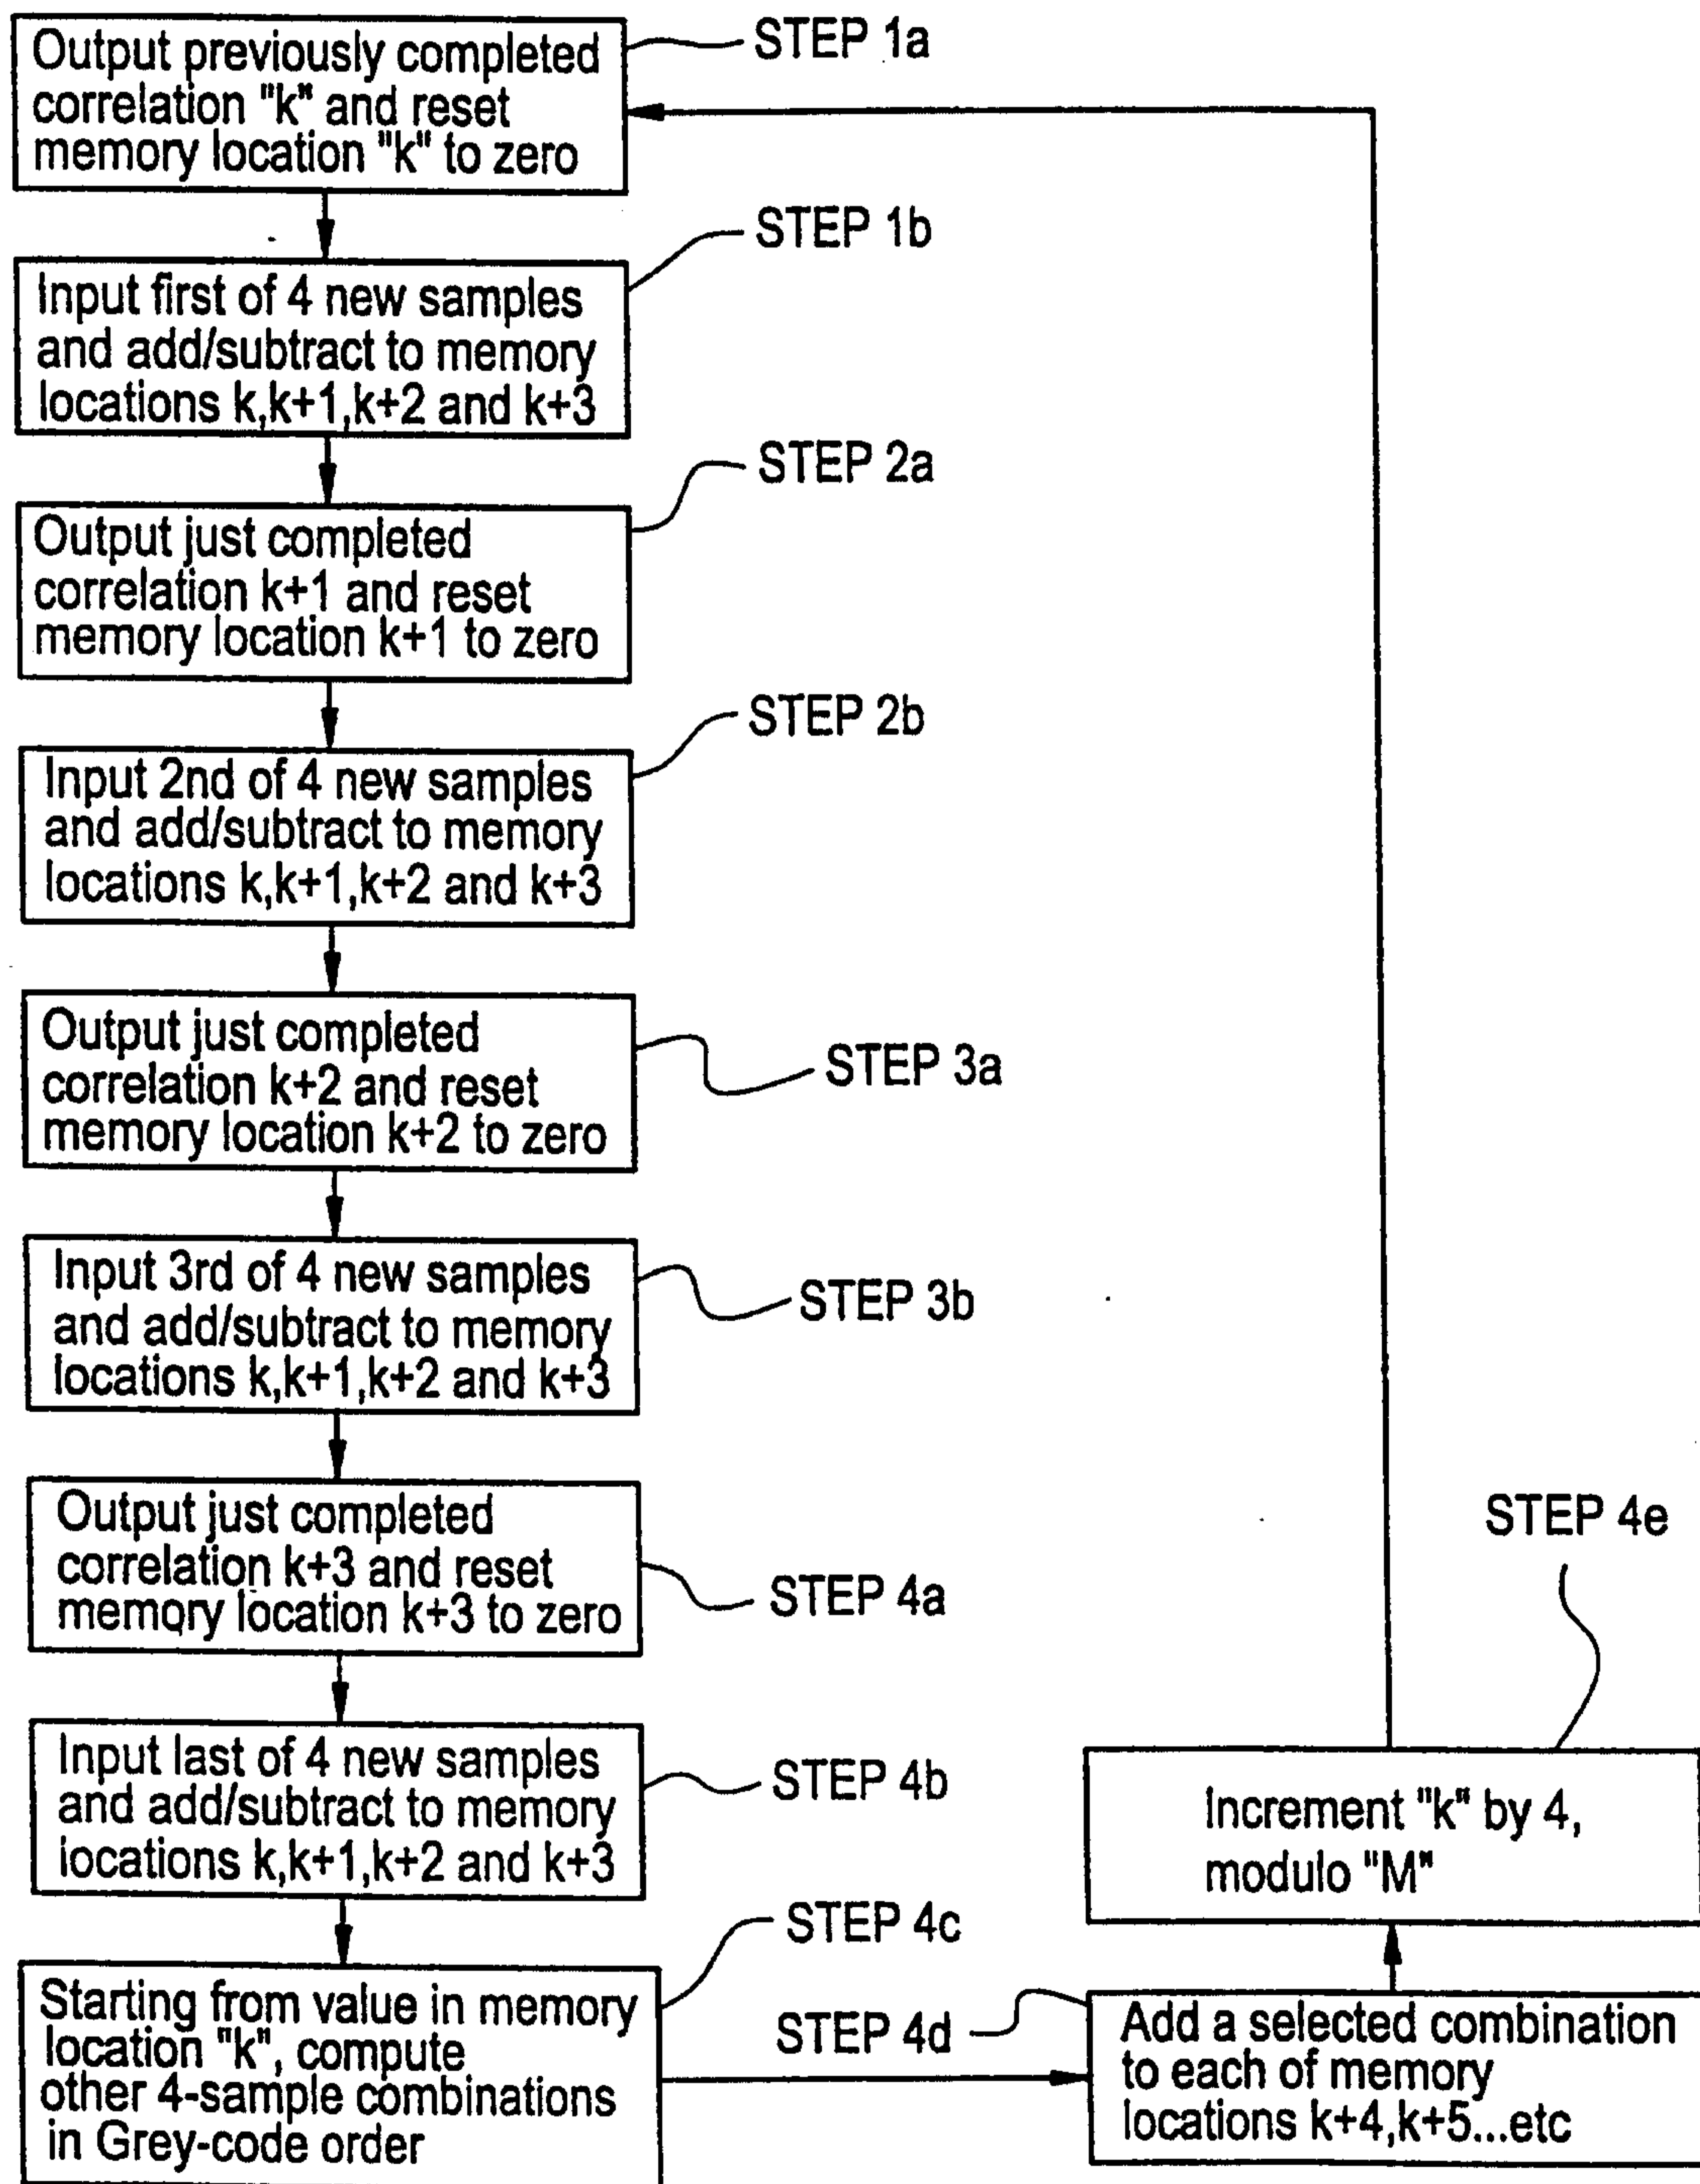 Output previously completed
correlation "k" and reset
memory location "k" to zero
STEP 1a
Input first of 4 new samples
and add/subtract to memory
locations k,k+1,k+2 and k+3
STEP 1b
Output just completed
correlation k+1 and reset
memory location k+1 to zero
STEP 2a
Input 2nd of 4 new samples
and add/subtract to memory
locations k,k+1,k+2 and k+3
STEP 2b
Output just completed
correlation k+2 and reset
memory location k+2 to zero
STEP 3a
Input 3rd of 4 new samples
and add/subtract to memory
locations k,k+1,k+2 and k+3
STEP 3b
Output just completed
correlation k+3 and reset
memory location k+3 to zero
STEP 4a
Input last of 4 new samples
and add/subtract to memory
locations k,k+1,k+2 and k+3
STEP 4b
Starting from value in memory
location "k", compute
other 4-sample combinations
in Grey-code order
STEP 4c
Add a selected combination
to each of memory
locations k+4,k+5...etc
STEP 4d
Increment "k" by 4,
modulo "M"
STEP 4e